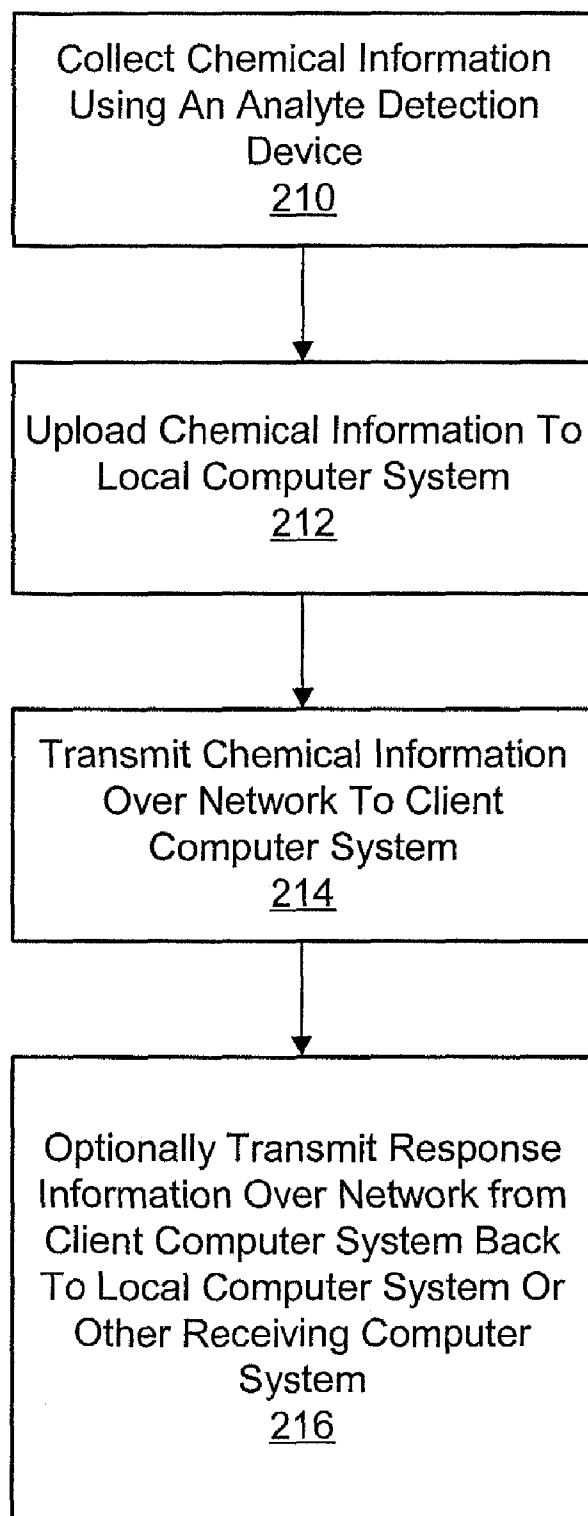 Collect Chemical Information
Using An Analyte Detection
Device
210
Upload Chemical Information To
Local Computer System
212
Transmit Chemical Information
Over Network To Client
Computer System
214
Optionally Transmit Response
Information Over Network from
Client Computer System Back
To Local Computer System Or
Other Receiving Computer
System
216